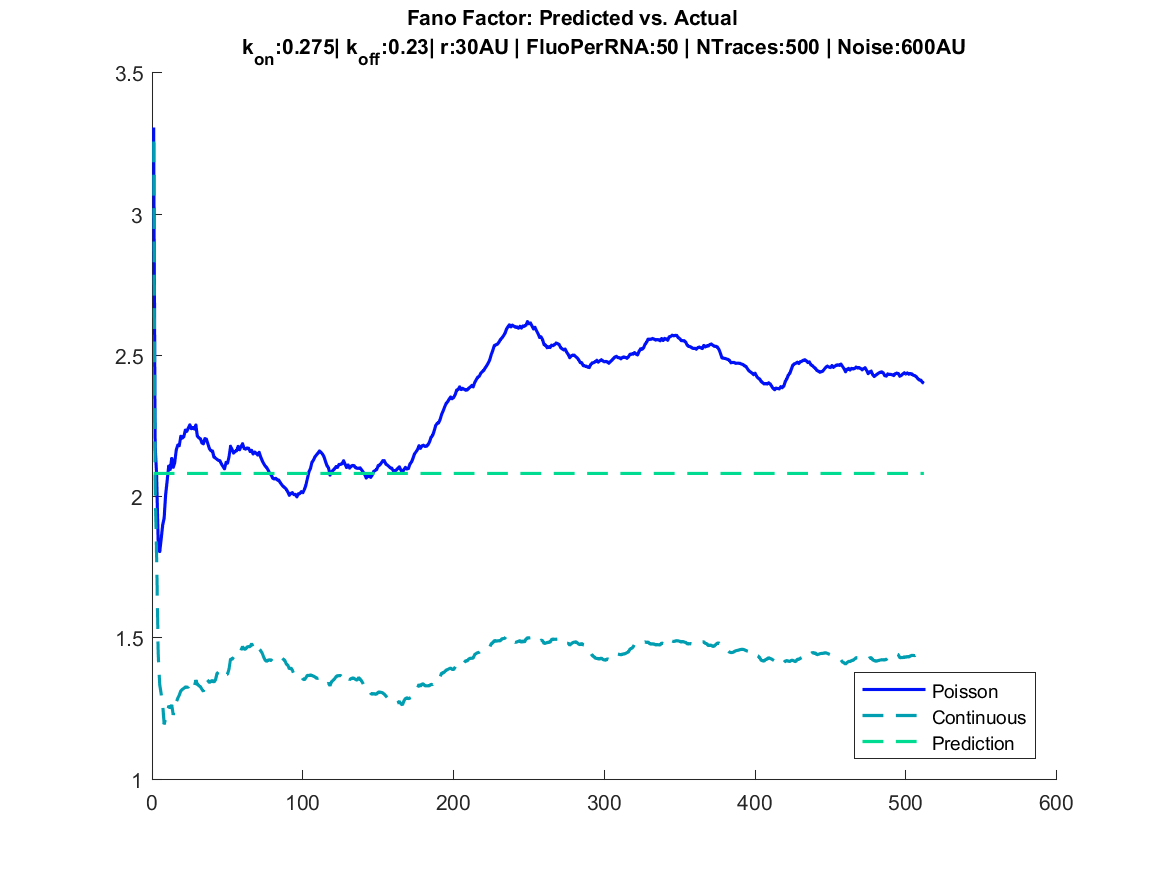 Fano Factor: Predicted vs. Actual
kon:0.275| koff:0.23| r:30AU | FluoPerRNA:50 | NTraces:500 | Noise:600AU
3.5
3
2.5
2
1.5
1
0 100 200 300 400 500 600
Poisson
Continuous
Prediction